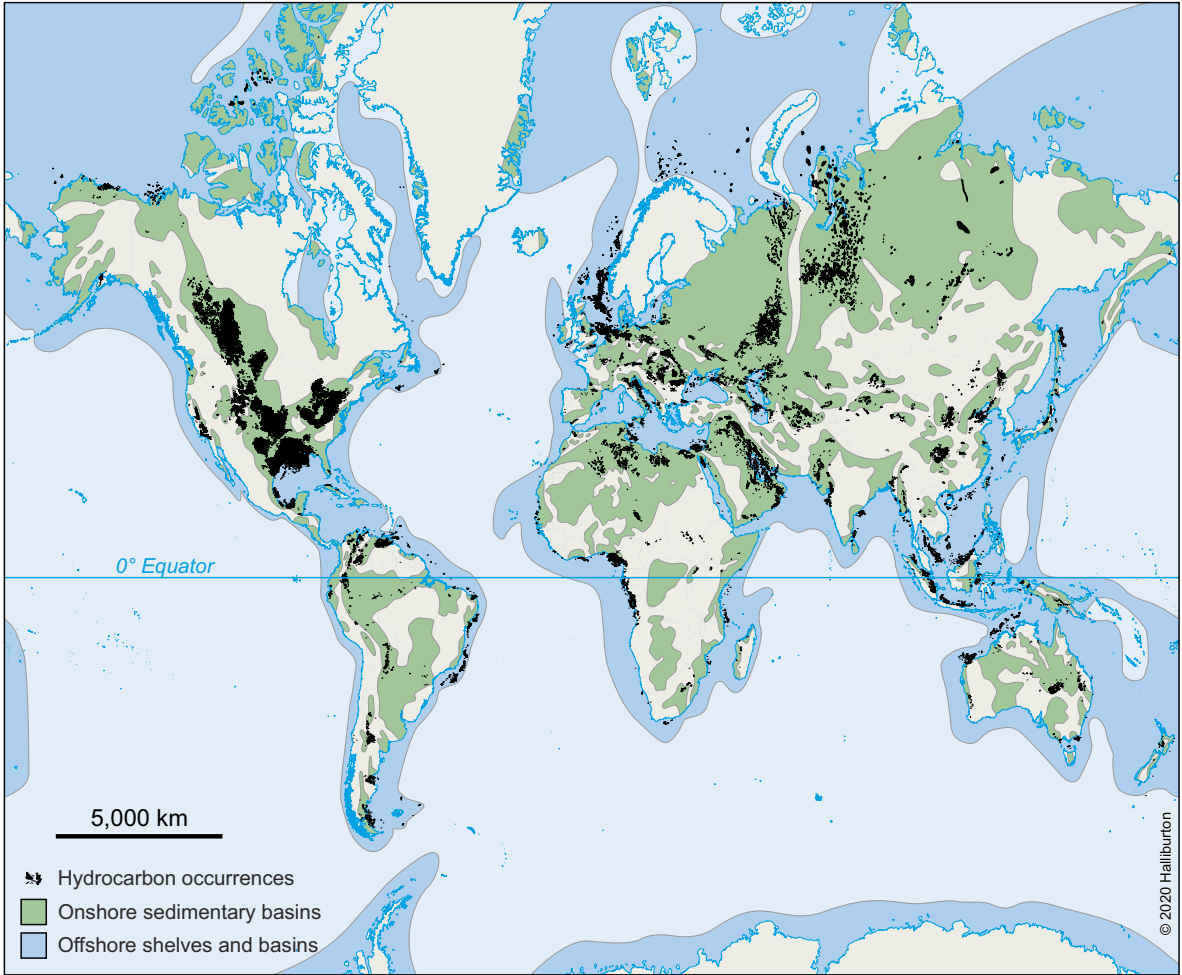 0° Equator
5,000 km
Hydrocarbon occurrences
Onshore sedimentary basins
Offshore shelves and basins
© 2020 Halliburton